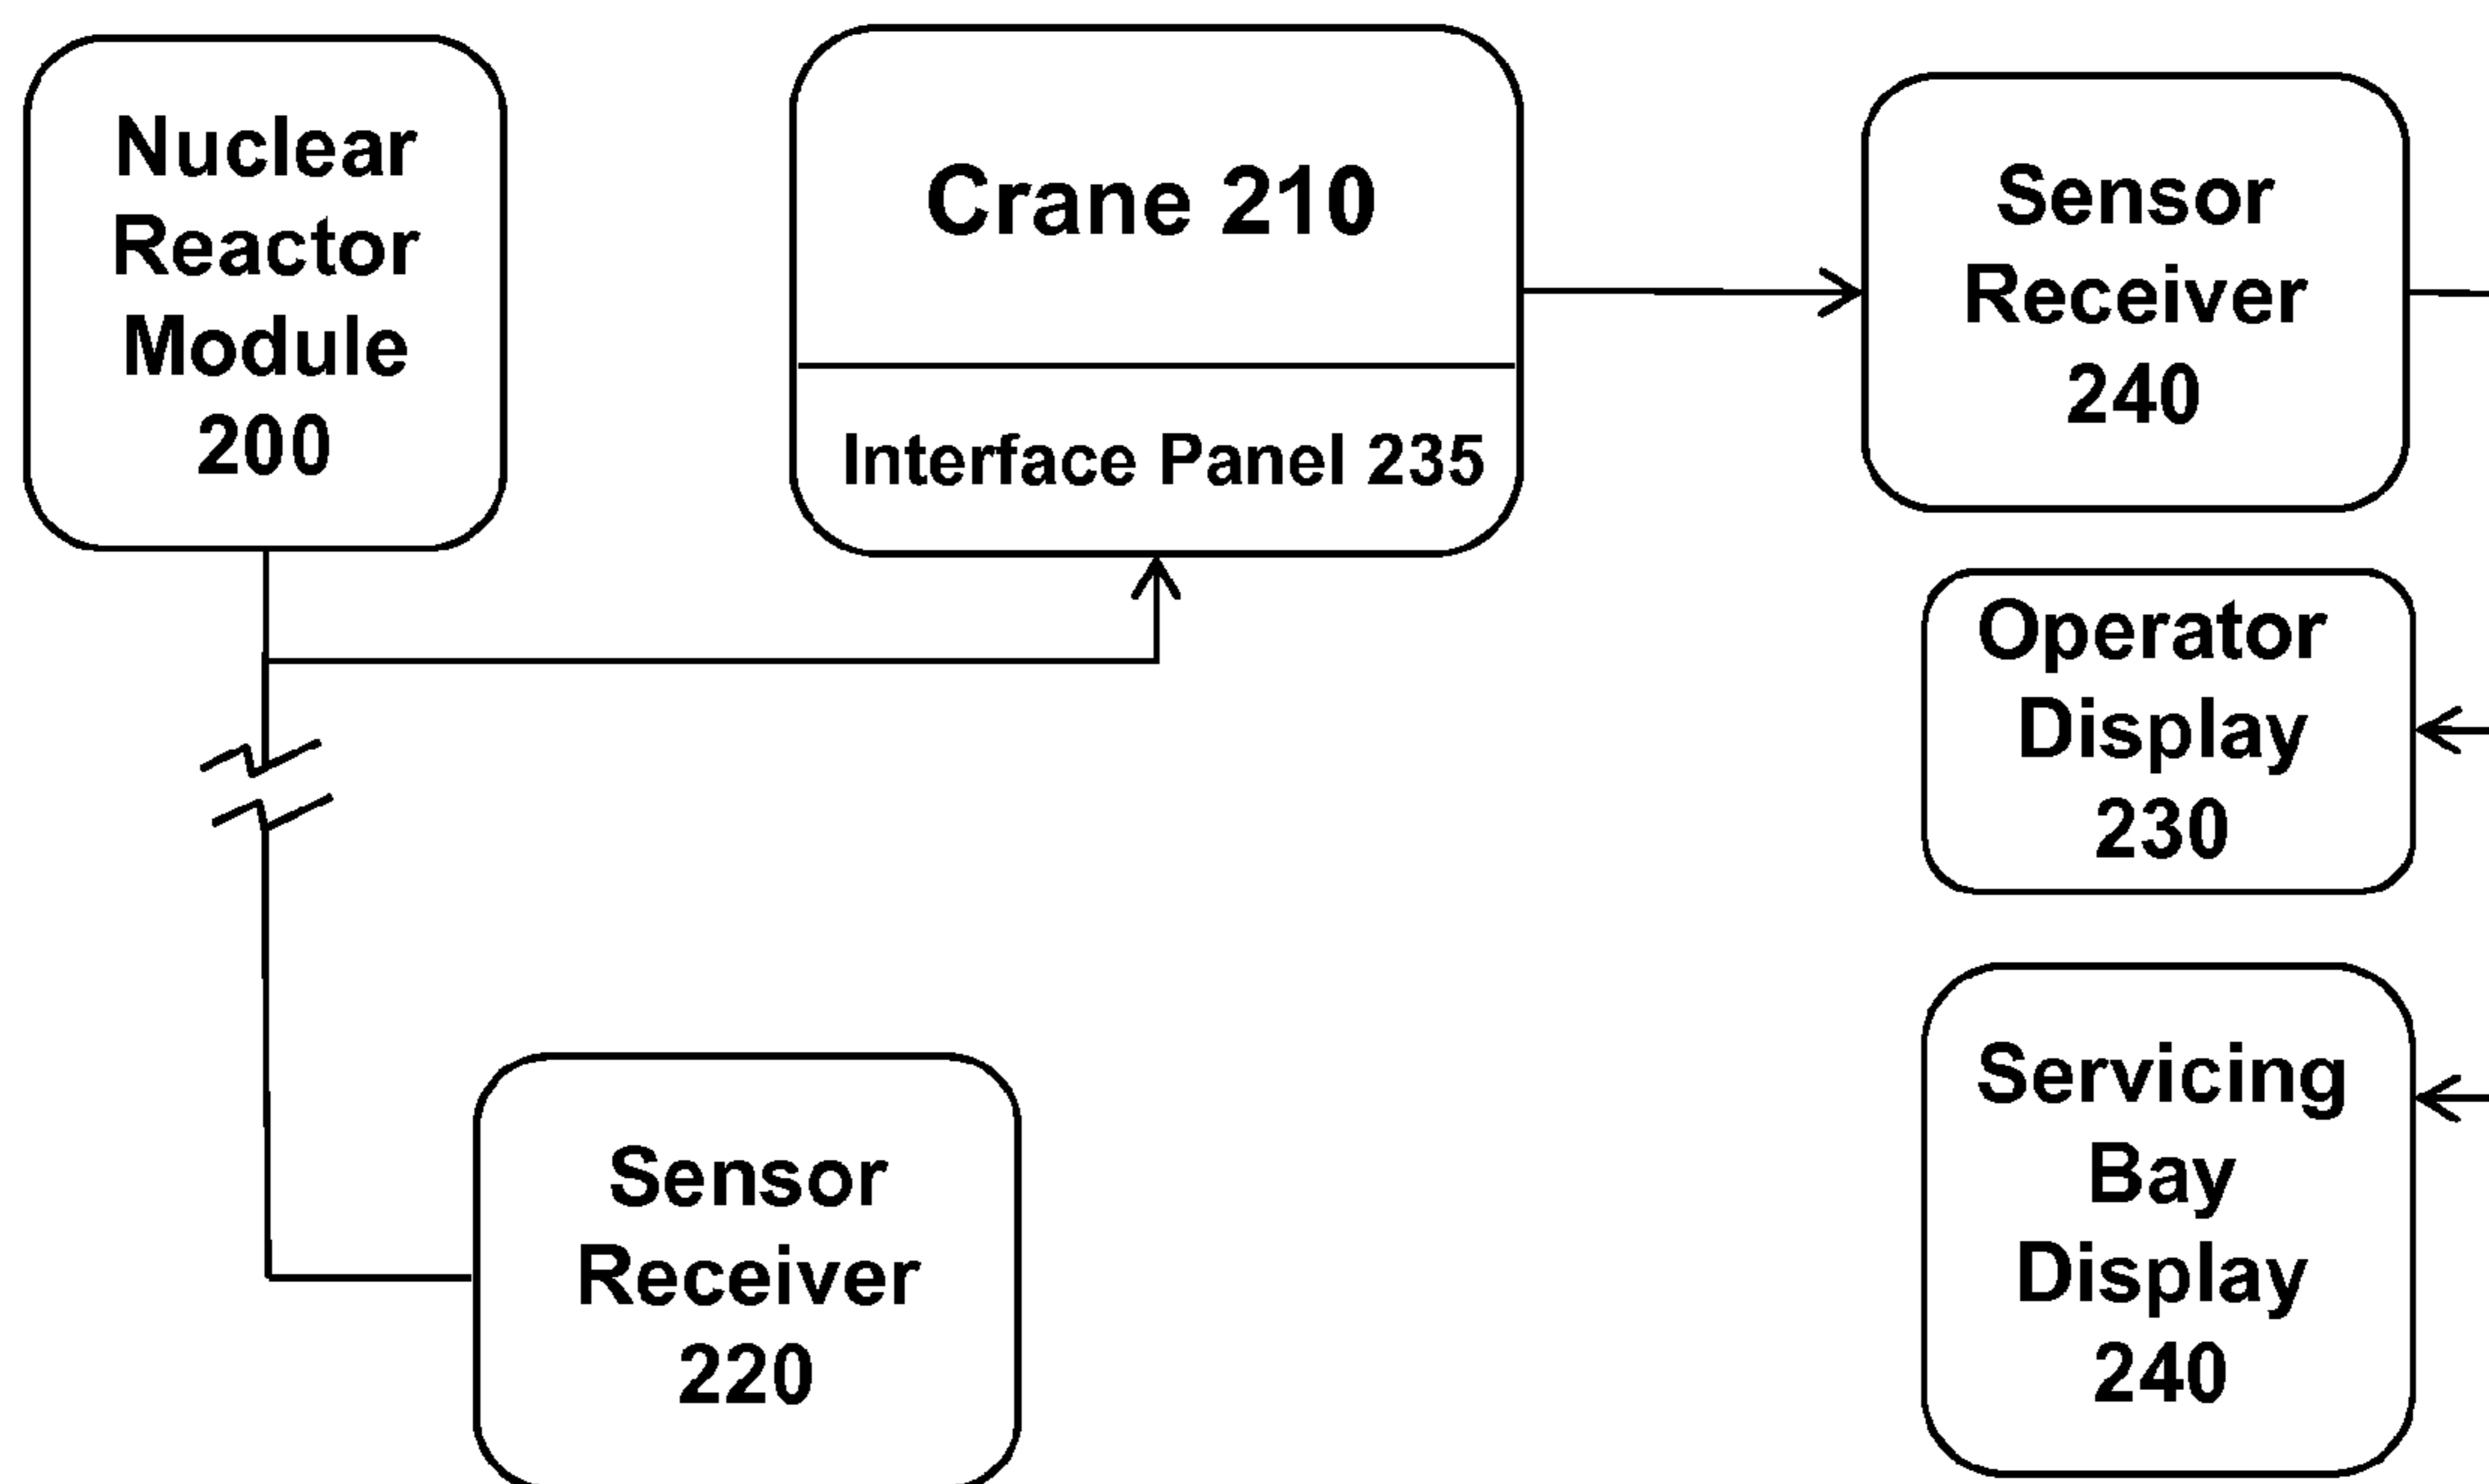 Nuclear
Reactor
Module
200
Crane 210
Interface Panel 235
Sensor
Receiver
240
Operator
Display
230
Servicing
Bay
Display
240
Sensor
Receiver
220